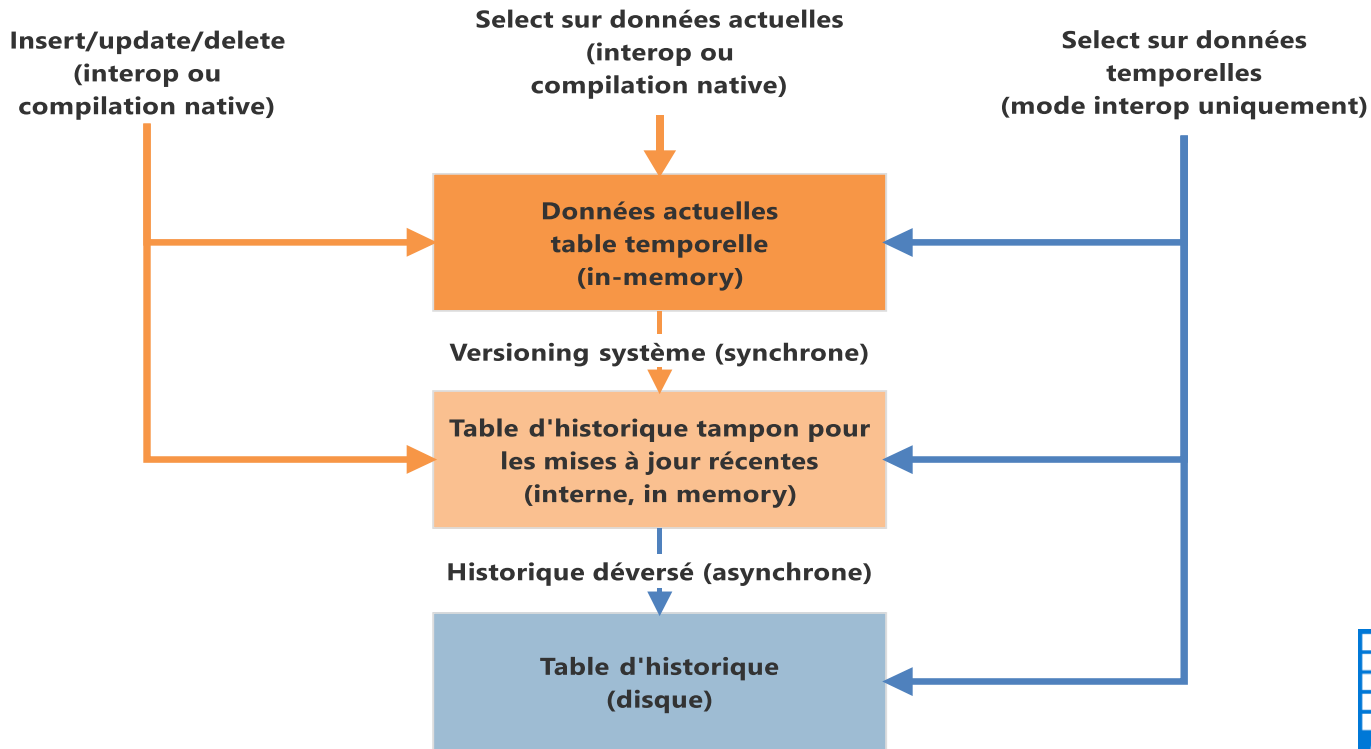 Insert/update/delete
(interop ou
compilation native)
Select sur données actuelles
(interop ou
compilation native)
Select sur données
temporelles
(mode interop uniquement)
Données actuelles
table temporelle
(in-memory)
Versioning système (synchrone)
Table d'historique tampon pour
les mises à jour récentes
(interne, in memory)
Historique déversé (asynchrone)
Table d'historique
(disque)